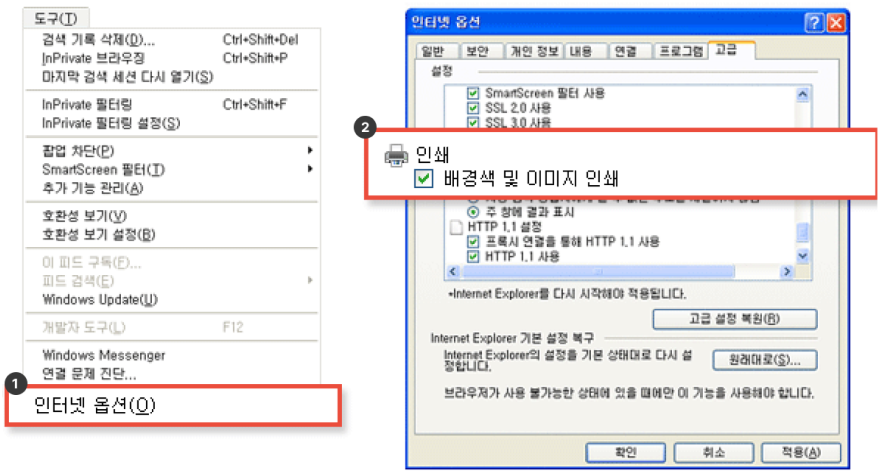 도구(T)
검색 기록 삭제(D)... Ctrl+Shift+Del
InPrivate 브라우징 Ctrl+Shift+P
마지막 검색 세션 다시 열기(S)
InPrivate 필터링 Ctrl+Shift+F
InPrivate 필터링 설정(S)
팝업 차단(P)
SmartScreen 필터(T)
추가 기능 관리(A)
호환성 보기(V)
호환성 보기 설정(B)
이 피드 구독(F)...
피드 검색(E)
Windows Update(U)
개발자 도구(L) F12
Windows Messenger
연결 문제 진단...
1
인터넷 옵션(O)
인터넷 옵션
일반 보안 개인 정보 내용 연결 프로그램 고급
설정
SmartScreen 필터 사용
SSL 2.0 사용
SSL 3.0 사용
2
인쇄
배경색 및 이미지 인쇄
주 창에 결과 표시
HTTP 1.1 설정
프록시 연결을 통해 HTTP 1.1 사용
HTTP 1.1 사용
*Internet Explorer를 다시 시작해야 적용됩니다.
고급 설정 복원(R)
Internet Explorer 기본 설정 복구
Internet Explorer의 설정을 기본 상태대로 다시 설
정합니다.
원래대로(S)...
브라우저가 사용 불가능한 상태에 있을 때에만 이 기능을 사용해야 합니다.
확인 취소 적용(A)